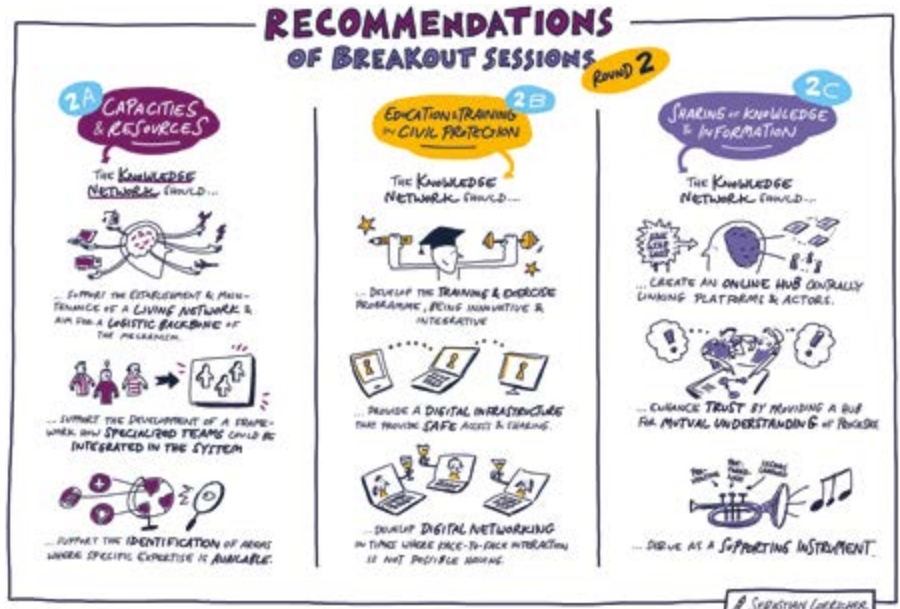 RECOMMENDATIONS
OF BREAKOUT SESSIONS
ROUND 2
2A
CAPACITIES
& RESOURCES
THE KNOWLEDGE
NETWORK SHOULD...
... SUPPORT THE ESTABLISHMENT & MAIN-
TENANCE OF A LIVING NETWORK &
AIM FOR A LOGISTIC BACKBONE OF
THE MECHANISM.
... SUPPORT THE DEVELOPMENT OF A FRAME-
WORK HOW SPECIALIZED TEAMS COULD BE
INTEGRATED IN THE SYSTEM
... SUPPORT THE IDENTIFICATION OF AREAS
WHERE SPECIFIC EXPERTISE IS AVAILABLE.
2B
EDUCATION & TRAINING
IN CIVIL PROTECTION
THE KNOWLEDGE
NETWORK SHOULD...
... DEVELOP THE TRAINING & EXERCISE
PROGRAMME, BEING INNOVATIVE &
INTEGRATIVE
... PROVIDE A DIGITAL INFRASTRUCTURE
THAT PROVIDE SAFE ACCESS & SHARING.
... DEVELOP DIGITAL NETWORKING
IN TIMES WHERE FACE-TO-FACE INTERACTION
IS NOT POSSIBLE
2C
SHARING OF KNOWLEDGE
& INFORMATION
THE KNOWLEDGE
NETWORK SHOULD...
... CREATE AN ONLINE HUB CENTRALLY
LINKING PLATFORMS & ACTORS.
... ENHANCE TRUST BY PROVIDING A HUB
FOR MUTUAL UNDERSTANDING OF
... SERVE AS A SUPPORTING INSTRUMENT
SEBASTIAN